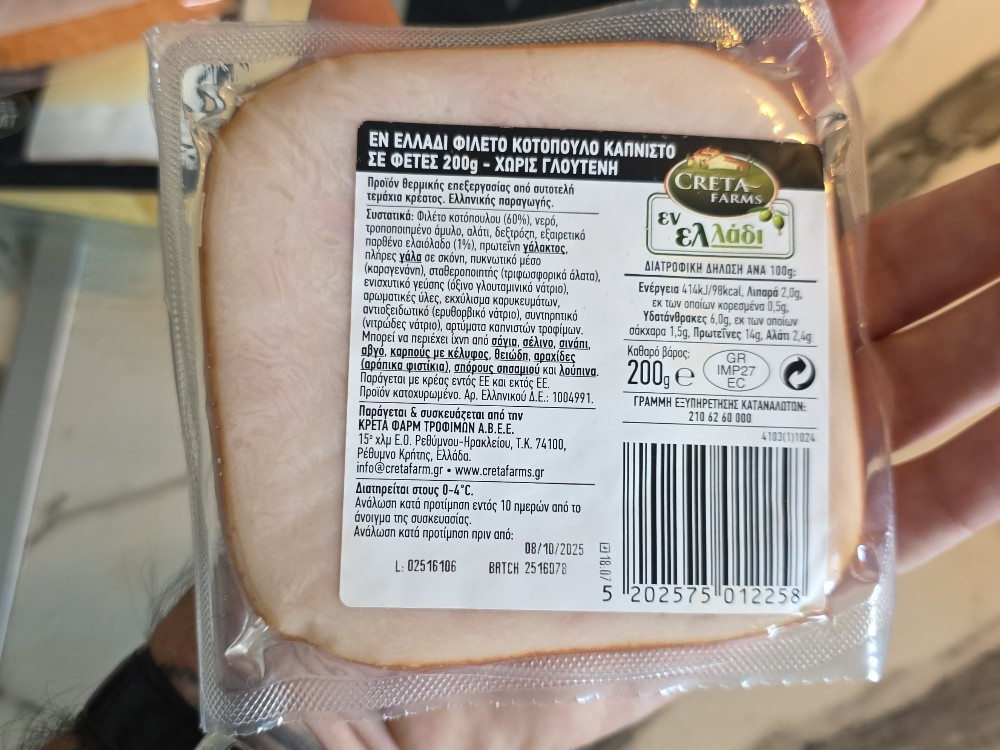 ΕΝ ΕΛΛΑΔΙ ΦΙΛΕΤΟ ΚΟΤΟΠΟΥΛΟ ΚΑΠΝΙΣΤΟ
ΣΕ ΦΕΤΕΣ 200g - ΧΩΡΙΣ ΓΛΟΥΤΕΝΗ
Προϊόν θερμικής επεξεργασίας από αυτοτελή
τεμάχια κρέατος. Ελληνικής παραγωγής.
Συστατικά: Φιλέτο κοτόπουλου (60%), νερό,
τροποποιημένο άμυλο, αλάτι, δεξτρόζη, εξαιρετικό
παρθένο ελαιόλαδο (1%), πρωτεΐνη γάλακτος,
πλήρες γάλα σε σκόνη, πυκνωτικό μέσο
(καραγενάνη), σταθεροποιητής (τριφωσφορικά άλατα),
ενισχυτικό γεύσης (όξινο γλουταμινικό νάτριο),
αρωματικές ύλες, εκχύλισμα καρυκευμάτων,
αντιοξειδωτικό (ερυθορβικό νάτριο), συντηρητικό
(νιτρώδες νάτριο), αρτύματα καπνιστών τροφίμων.
Μπορεί να περιέχει ίχνη από σόγια, σέλινο, σινάπι,
αβγό, καρπούς με κέλυφος, θειώδη, αραχίδες
(αράπικα φιστίκια), σπόρους σησαμιού και λούπινα.
Παράγεται με κρέας εντός ΕΕ και εκτός ΕΕ.
Προϊόν κατοχυρωμένο. Αρ. Ελληνικού Δ.Ε.: 1004991.
Παράγεται & συσκευάζεται από την
ΚΡΕΤΑ ΦΑΡΜ ΤΡΟΦΙΜΩΝ Α.Β.Ε.Ε.
15ο χλμ Ε.Ο. Ρεθύμνου-Ηρακλείου, Τ.Κ. 74100,
Ρέθυμνο Κρήτης, Ελλάδα.
info@cretafarm.gr • www.cretafarms.gr
Διατηρείται στους 0-4°C.
Ανάλωση κατά προτίμηση εντός 10 ημερών από το
άνοιγμα της συσκευασίας.
Ανάλωση κατά προτίμηση πριν από:
08/10/2025
L: 02516106 BATCH 2516078
CRETA
FARMS
εν
ελλάδι
ΔΙΑΤΡΟΦΙΚΗ ΔΗΛΩΣΗ ΑΝΑ 100g:
Ενέργεια 414kJ/98kcal, Λιπαρά 2,0g,
εκ των οποίων κορεσμένα 0,5g,
Υδατάνθρακες 6,0g, εκ των οποίων
σάκχαρα 1,5g, Πρωτεΐνες 14g, Αλάτι 2,4g
Καθαρό βάρος:
200g e
GR
IMP27
EC
ΓΡΑΜΜΗ ΕΞΥΠΗΡΕΤΗΣΗΣ ΚΑΤΑΝΑΛΩΤΩΝ:
210 62 60 000
4103(1)1024
18.07
5 202575 012258